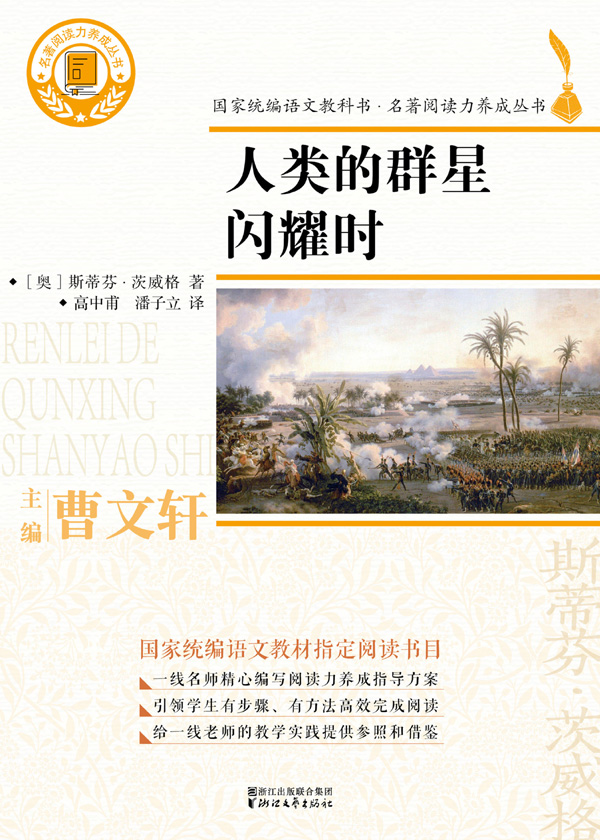 名著阅读力养成丛书
国家统编语文教科书·名著阅读力养成丛书
人类的群星
闪耀时
［奥］斯蒂芬·茨威格 著
高中甫 潘子立 译
RENLEI DE
QUNXING
SHANYAO SHI
主编
曹文轩
斯蒂芬·茨威格
国家统编语文教材指定阅读书目
一线名师精心编写阅读力养成指导方案
引领学生有步骤、有方法高效完成阅读
给一线老师的教学实践提供参照和借鉴
浙江出版联合集团
浙江文艺出版社